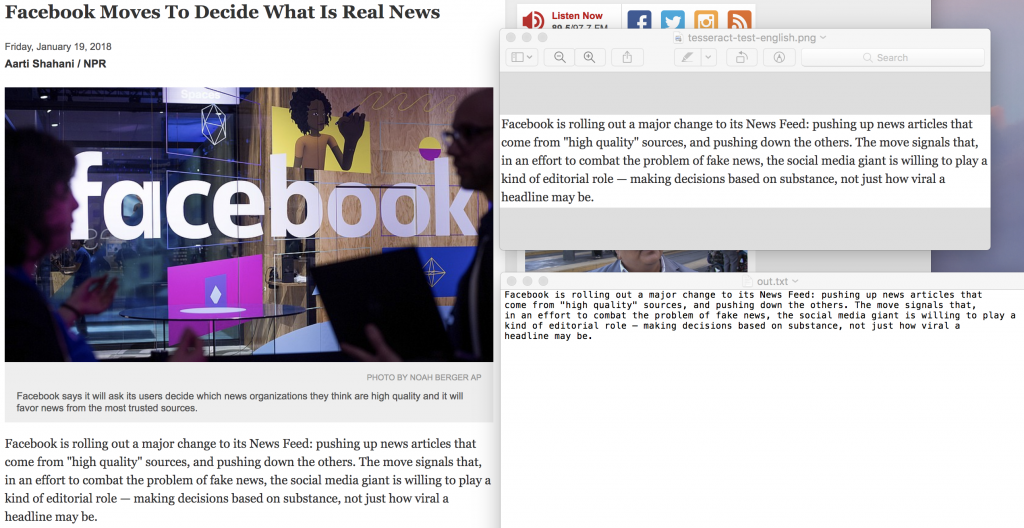 Facebook Moves To Decide What Is Real News
Friday, January 19, 2018
Aarti Shahani / NPR
facebook
PHOTO BY NOAH BERGER AP
Facebook says it will ask its users decide which news organizations they think are high quality and it will
favor news from the most trusted sources.
Facebook is rolling out a major change to its News Feed: pushing up news articles that
come from "high quality" sources, and pushing down the others. The move signals that,
in an effort to combat the problem of fake news, the social media giant is willing to play a
kind of editorial role — making decisions based on substance, not just how viral a
headline may be.
Listen Now
tesseract-test-english.png
Search
Facebook is rolling out a major change to its News Feed: pushing up news articles that
come from "high quality" sources, and pushing down the others. The move signals that,
in an effort to combat the problem of fake news, the social media giant is willing to play a
kind of editorial role — making decisions based on substance, not just how viral a
headline may be.
out.txt
Facebook is rolling out a major change to its News Feed: pushing up news articles that
come from "high quality" sources, and pushing down the others. The move signals that,
in an effort to combat the problem of fake news, the social media giant is willing to play a
kind of editorial role — making decisions based on substance, not just how viral a
headline may be.